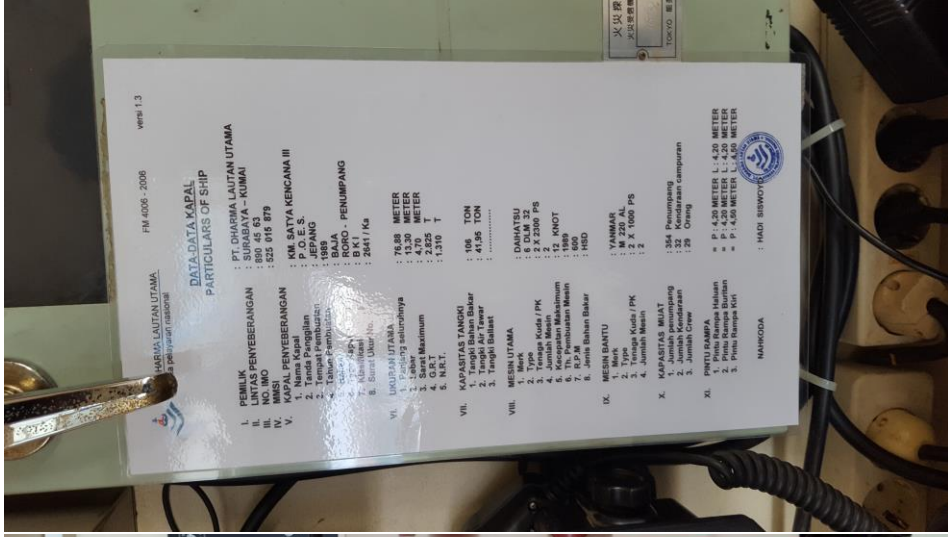 HARMA LAUTAN UTAMA
pelayaran nasional
FM 4006 - 2006 versi 1.3
DATA-DATA KAPAL
PARTICULARS OF SHIP
I. PEMILIK : PT DHARMA LAUTAN UTAMA
II. LINTAS PENYEBERANGAN : SURABAYA – KUMAI
III. NO. IMO : 890 45 63
IV. MMSI : 525 015 879
V. KAPAL PENYEBERANGAN
1. Nama Kapal : KM. SATYA KENCANA III
2. Tanda Panggilan : P.O.E.S.
3. Tempat Pembuatan : JEPANG
4. Tahun Pembuatan : 1989
: BAJA
: RORO - PENUMPANG
7. Klasifikasi : B K I
8. Surat Ukur No. : 2641 / Ka
VI. UKURAN UTAMA
1. Panjang seluruhnya : 76,88 METER
2. Lebar : 13,30 METER
3. Sarat Maximum : 4,70 METER
4. G.R.T. : 2.825 T
5. N.R.T. : 1.310 T
VII. KAPASITAS TANGKI
1. Tangki Bahan Bakar : 106 TON
2. Tangki Air Tawar : 41,95 TON
3. Tangki Ballast : ..............
VIII. MESIN UTAMA
1. Merk : DAIHATSU
2. Type : 6 DLM 32
3. Tenaga Kuda / PK : 2 X 2300 PS
4. Jumlah Mesin : 2
5. Kecepatan Maksimum : 12 KNOT
6. Th. Pembuatan Mesin : 1989
7. R.P.M : 600
8. Jenis Bahan Bakar : HSD
IX. MESIN BANTU
1. Merk : YANMAR
2. Type : M 220 AL
3. Tenaga Kuda / PK : 2 X 1000 PS
4. Jumlah Mesin : 2
X. KAPASITAS MUAT
1. Jumlah penumpang : 354 Penumpang
2. Jumlah Kendaraan : 32 Kendaraan campuran
3. Jumlah Crew : 29 Orang
XI. PINTU RAMPA
1. Pintu Rampa Haluan = P : 4,20 METER L : 4,20 METER
2. Pintu Rampa Buritan = P : 4,20 METER L : 4,20 METER
3. Pintu Rampa Kiri = P : 4,50 METER L : 4,50 METER
NAHKODA : HADI SISWOYO
TOKYO